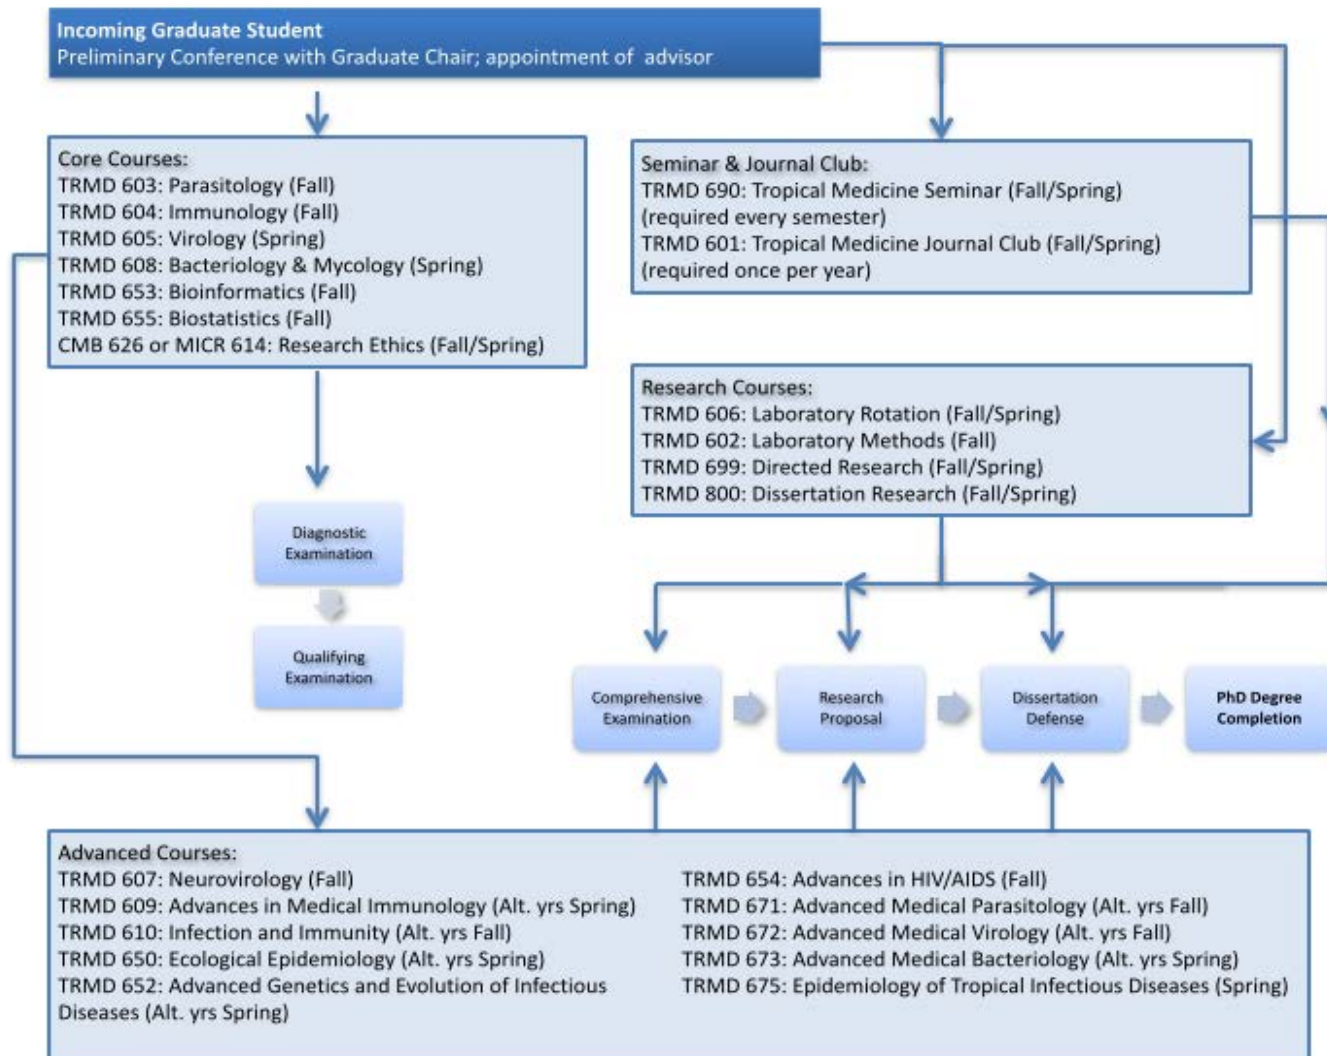 Incoming Graduate Student
Preliminary Conference with Graduate Chair; appointment of advisor
Core Courses:
TRMD 603: Parasitology (Fall)
TRMD 604: Immunology (Fall)
TRMD 605: Virology (Spring)
TRMD 608: Bacteriology & Mycology (Spring)
TRMD 653: Bioinformatics (Fall)
TRMD 655: Biostatistics (Fall)
CMB 626 or MICR 614: Research Ethics (Fall/Spring)
Seminar & Journal Club:
TRMD 690: Tropical Medicine Seminar (Fall/Spring)
(required every semester)
TRMD 601: Tropical Medicine Journal Club (Fall/Spring)
(required once per year)
Research Courses:
TRMD 606: Laboratory Rotation (Fall/Spring)
TRMD 602: Laboratory Methods (Fall)
TRMD 699: Directed Research (Fall/Spring)
TRMD 800: Dissertation Research (Fall/Spring)
Diagnostic
Examination
Qualifying
Examination
Comprehensive
Examination
Research
Proposal
Dissertation
Defense
PhD Degree
Completion
Advanced Courses:
TRMD 607: Neurovirology (Fall)
TRMD 609: Advances in Medical Immunology (Alt. yrs Spring)
TRMD 610: Infection and Immunity (Alt. yrs Fall)
TRMD 650: Ecological Epidemiology (Alt. yrs Spring)
TRMD 652: Advanced Genetics and Evolution of Infectious
Diseases (Alt. yrs Spring)
TRMD 654: Advances in HIV/AIDS (Fall)
TRMD 671: Advanced Medical Parasitology (Alt. yrs Fall)
TRMD 672: Advanced Medical Virology (Alt. yrs Fall)
TRMD 673: Advanced Medical Bacteriology (Alt. yrs Spring)
TRMD 675: Epidemiology of Tropical Infectious Diseases (Spring)